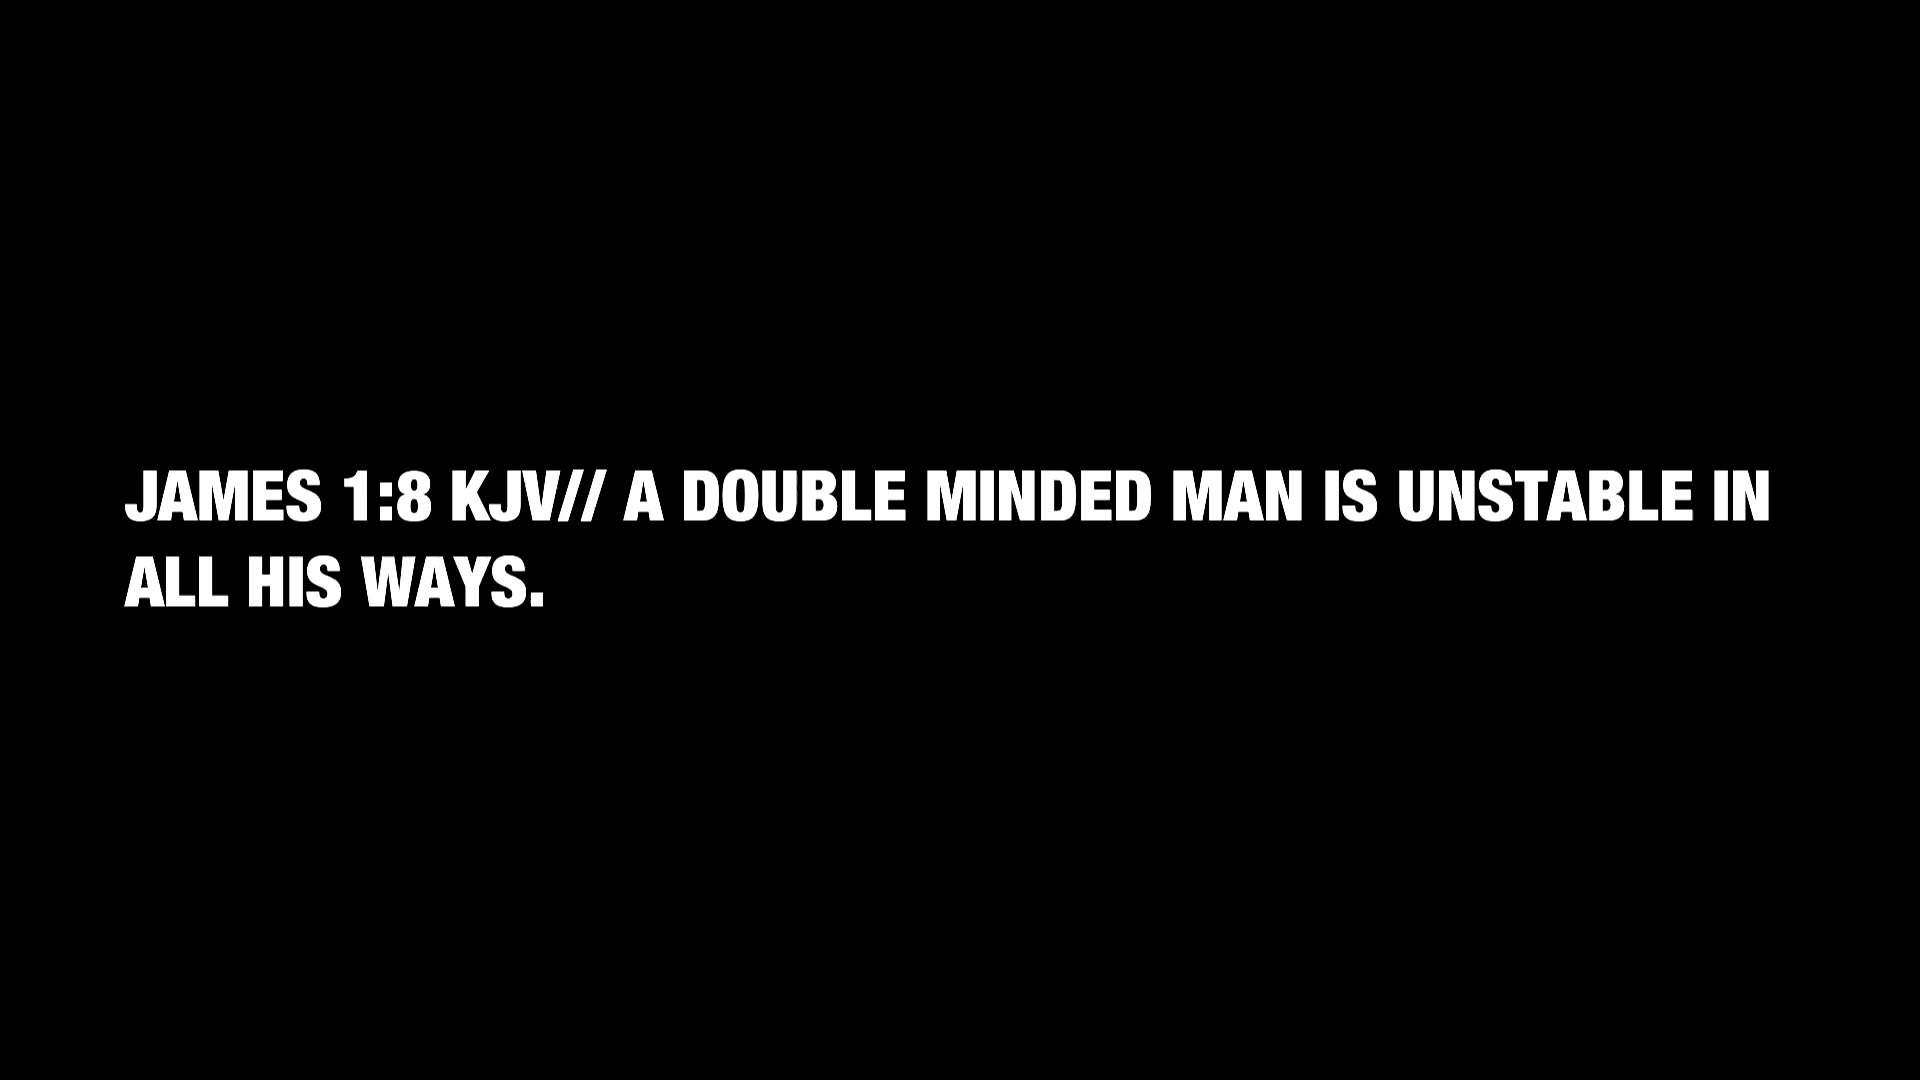 JAMES 1:8 KJV// A DOUBLE MINDED MAN IS UNSTABLE IN
ALL HIS WAYS.